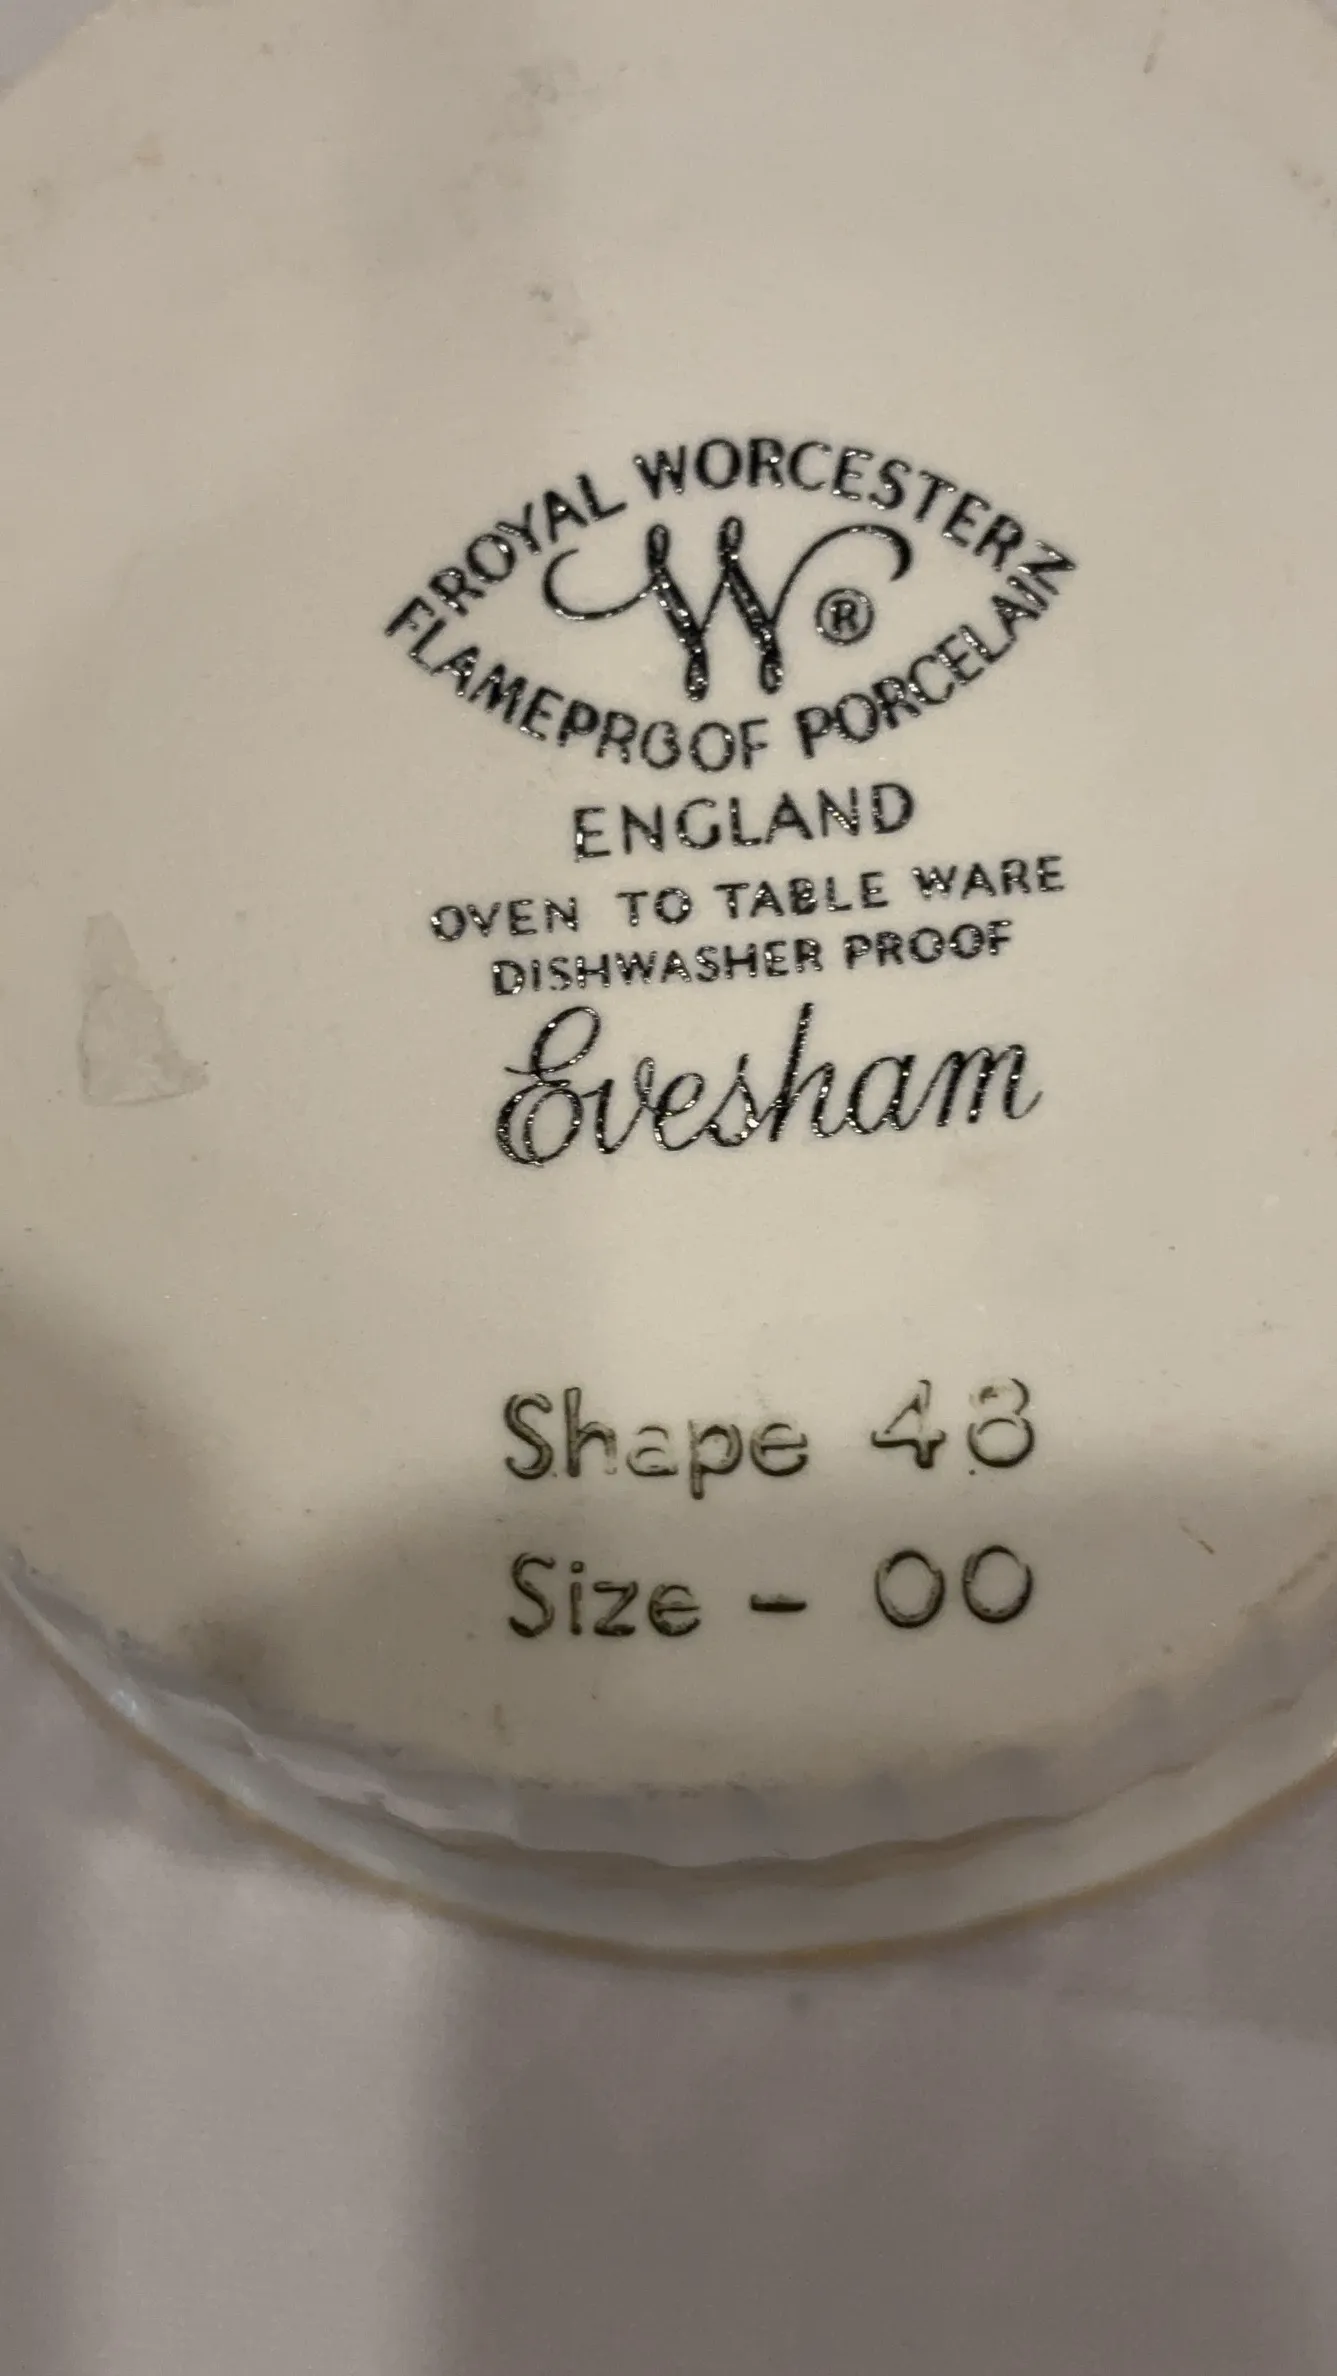 ROYAL WORCESTER
W ®
FLAMEPROOF PORCELAIN
ENGLAND
OVEN TO TABLE WARE
DISHWASHER PROOF
Evesham
Shape 48
Size - 00